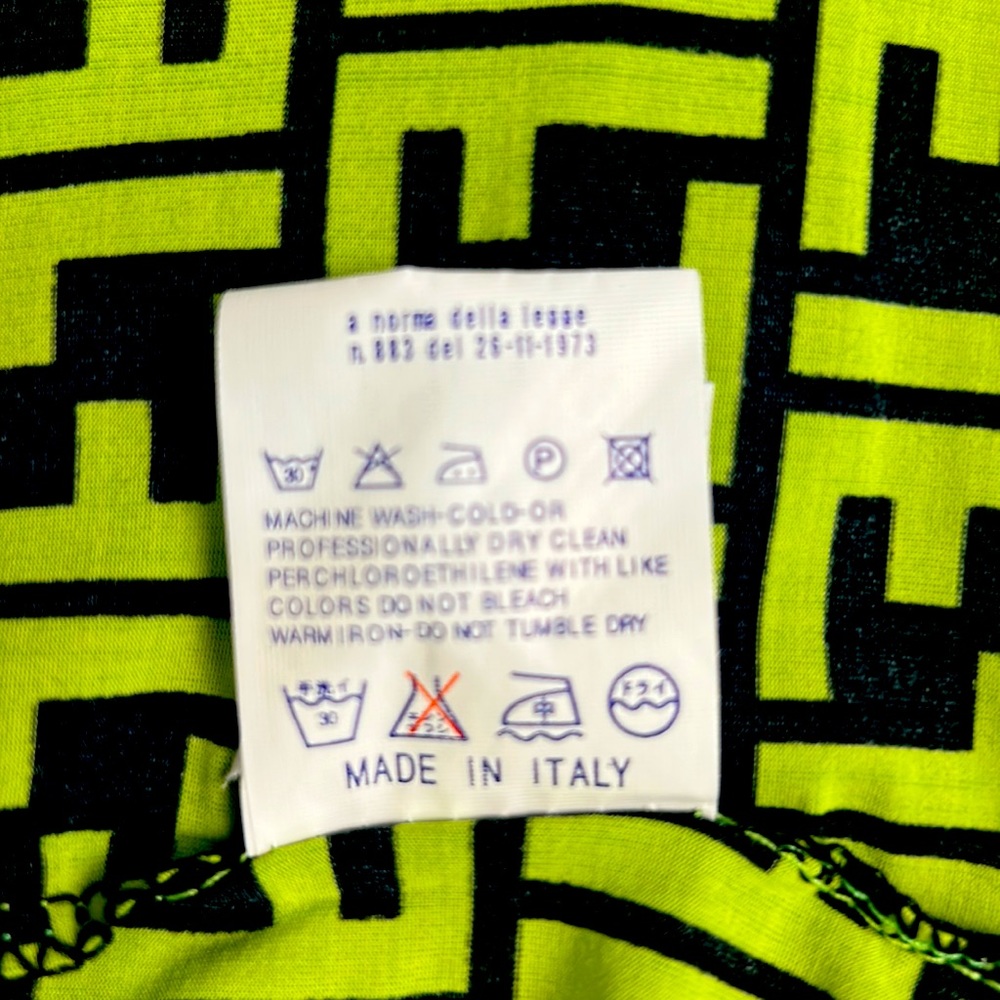 a norma della legge
n. 883 del 26-11-1973
30 P
MACHINE WASH-COLD-OR
PROFESSIONALLY DRY CLEAN
PERCHLOROETHILENE WITH LIKE
COLORS DO NOT BLEACH
WARM IRON-DO NOT TUMBLE DRY
手洗イ 30 中 ドライ
MADE IN ITALY